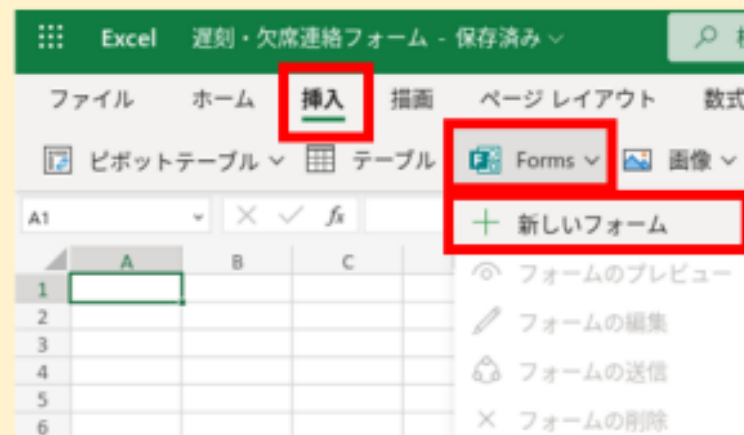 Excel 遅刻・欠席連絡フォーム - 保存済み
ファイル ホーム 挿入 描画 ページ レイアウト 数式
ピボットテーブル テーブル Forms 画像
A1 fx
新しいフォーム
A B C
フォームのプレビュー
1
2 フォームの編集
3
4 フォームの送信
5
6 フォームの削除